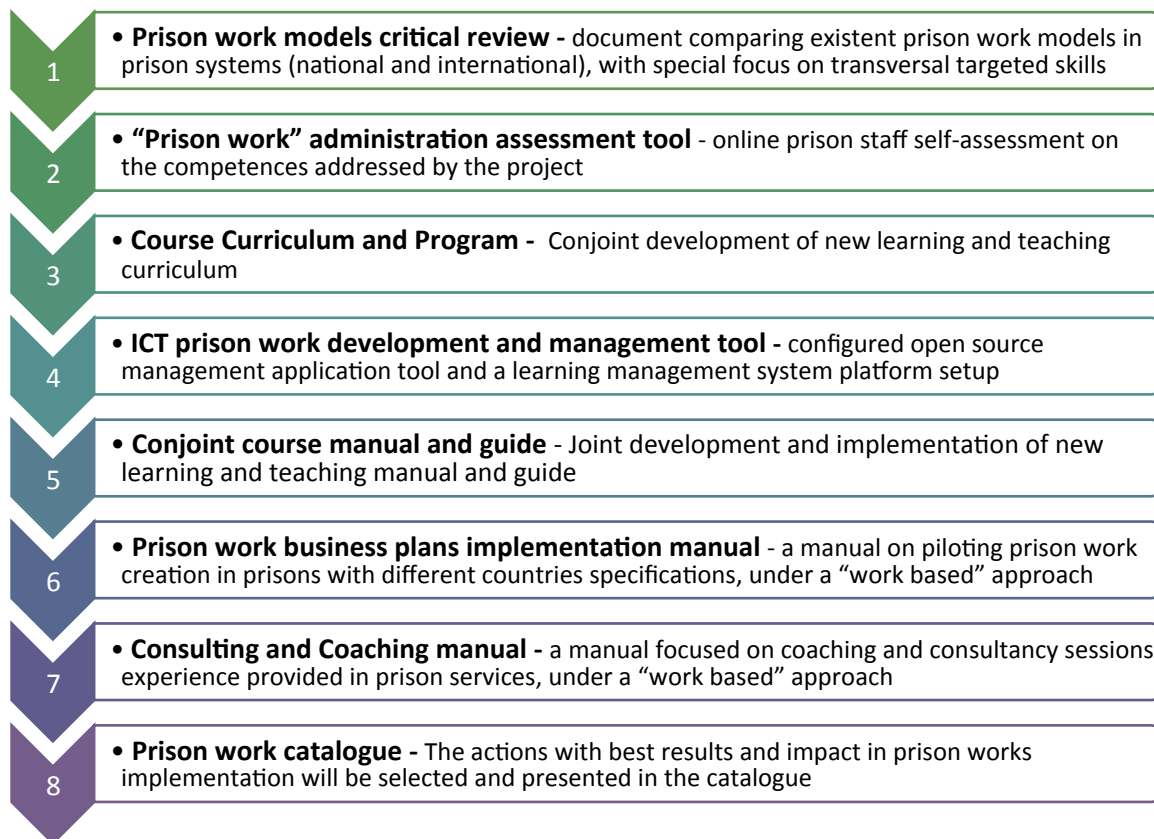 1
• Prison work models critical review - document comparing existent prison work models in
prison systems (national and international), with special focus on transversal targeted skills
2
• “Prison work” administration assessment tool - online prison staff self-assessment on
the competences addressed by the project
3
• Course Curriculum and Program - Conjoint development of new learning and teaching
curriculum
4
• ICT prison work development and management tool - configured open source
management application tool and a learning management system platform setup
5
• Conjoint course manual and guide - Joint development and implementation of new
learning and teaching manual and guide
6
• Prison work business plans implementation manual - a manual on piloting prison work
creation in prisons with different countries specifications, under a “work based” approach
7
• Consulting and Coaching manual - a manual focused on coaching and consultancy sessions
experience provided in prison services, under a “work based” approach
8
• Prison work catalogue - The actions with best results and impact in prison works
implementation will be selected and presented in the catalogue